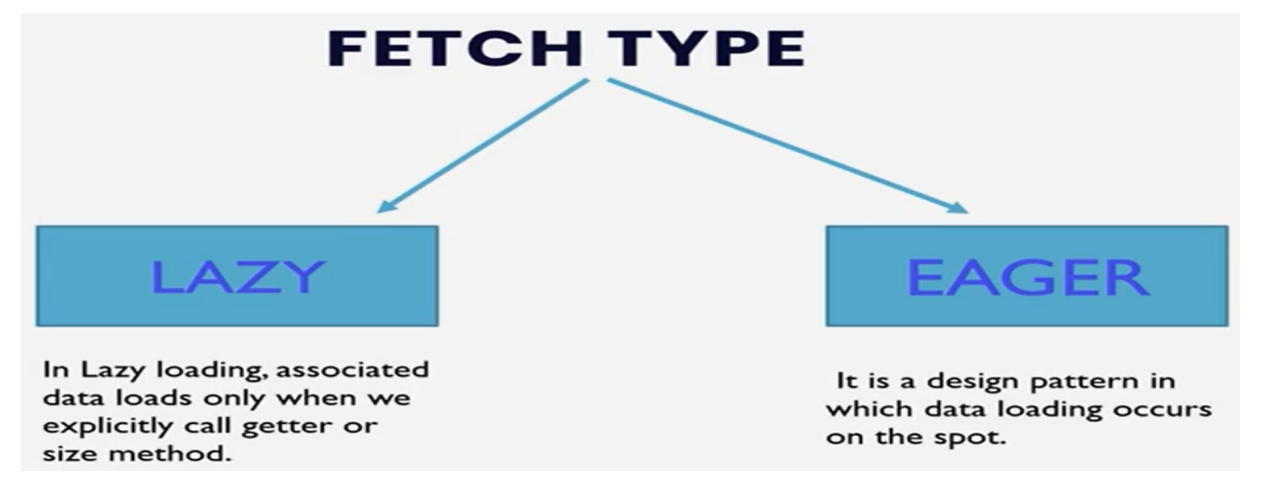 FETCH TYPE
LAZY
EAGER
In Lazy loading, associated
data loads only when we
explicitly call getter or
size method.
It is a design pattern in
which data loading occurs
on the spot.